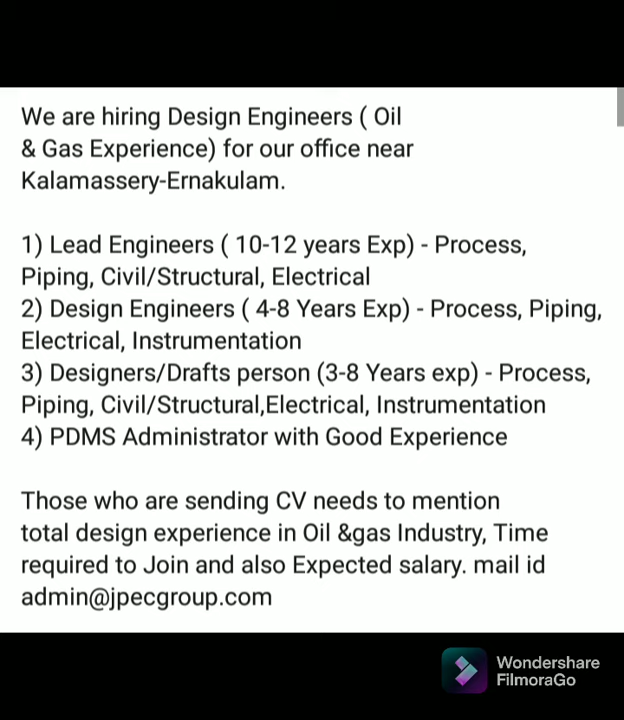 We are hiring Design Engineers ( Oil
& Gas Experience) for our office near
Kalamassery-Ernakulam.
1) Lead Engineers ( 10-12 years Exp) - Process,
Piping, Civil/Structural, Electrical
2) Design Engineers ( 4-8 Years Exp) - Process, Piping,
Electrical, Instrumentation
3) Designers/Drafts person (3-8 Years exp) - Process,
Piping, Civil/Structural,Electrical, Instrumentation
4) PDMS Administrator with Good Experience
Those who are sending CV needs to mention
total design experience in Oil &gas Industry, Time
required to Join and also Expected salary. mail id
admin@jpecgroup.com
Wondershare
FilmoraGo